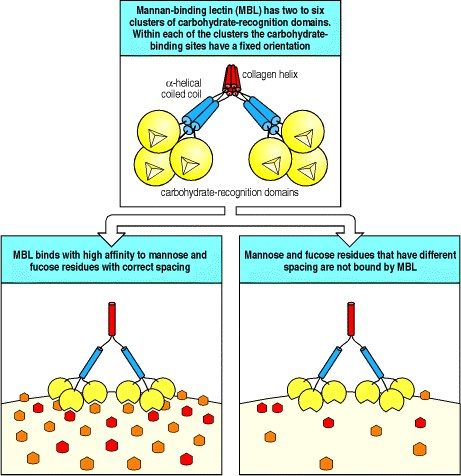 Mannan-binding lectin (MBL) has two to six
clusters of carbohydrate-recognition domains.
Within each of the clusters the carbohydrate-
binding sites have a fixed orientation
collagen helix
α-helical
coiled coil
carbohydrate-recognition domains
MBL binds with high affinity to mannose and
fucose residues with correct spacing
Mannose and fucose residues that have different
spacing are not bound by MBL